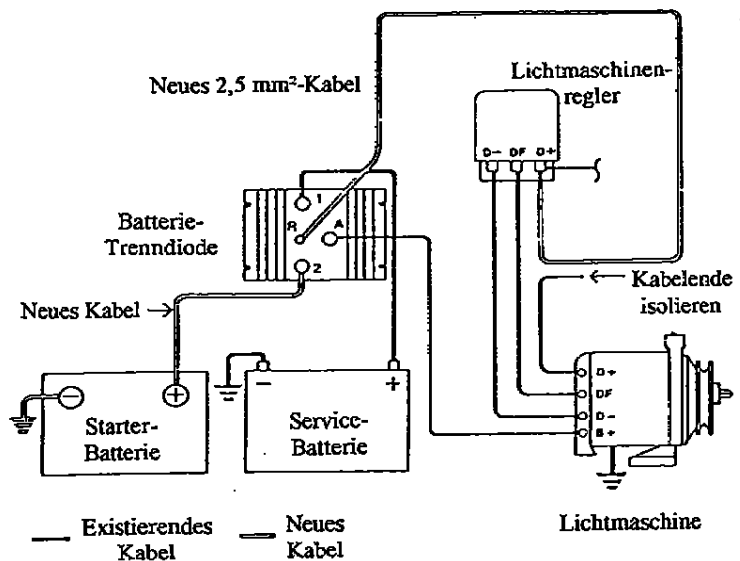 Neues 2,5 mm²-Kabel
Lichtmaschinen-
regler
D− DF D+
1
Batterie-
Trenndiode
R A
2
Neues Kabel
Kabelende
isolieren
Starter-
Batterie
− +
Service-
Batterie
− +
D+
DF
D−
B+
Lichtmaschine
Existierendes
Kabel
Neues
Kabel